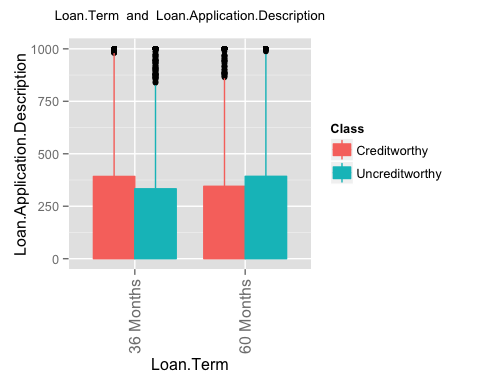 Loan.Term and Loan.Application.Description
Loan.Application.Description
1000
750
500
250
0
36 Months
60 Months
Loan.Term
Class
Creditworthy
Uncreditworthy